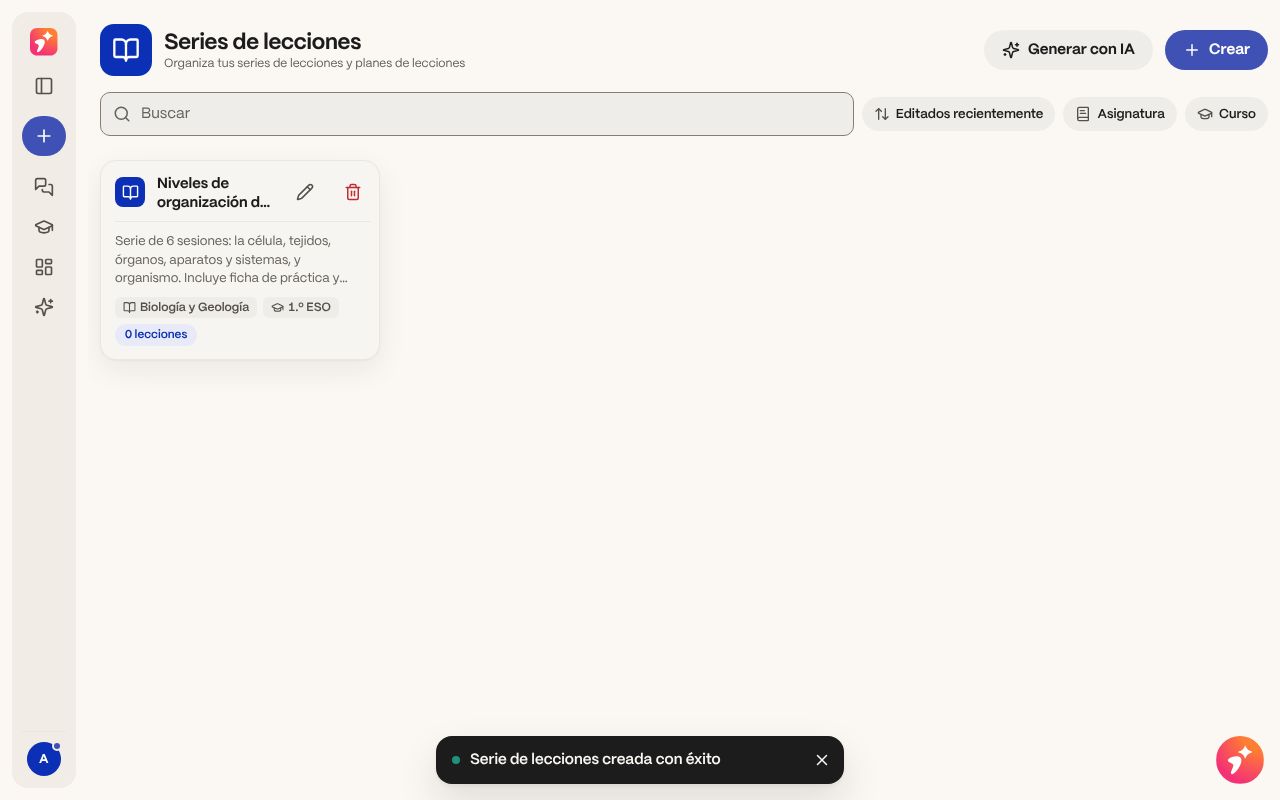 Series de lecciones
Organiza tus series de lecciones y planes de lecciones
Generar con IA
Crear
Buscar
Editados recientemente
Asignatura
Curso
Niveles de
organización d...
Serie de 6 sesiones: la célula, tejidos,
órganos, aparatos y sistemas, y
organismo. Incluye ficha de práctica y...
Biología y Geología
1.º ESO
0 lecciones
A
Serie de lecciones creada con éxito